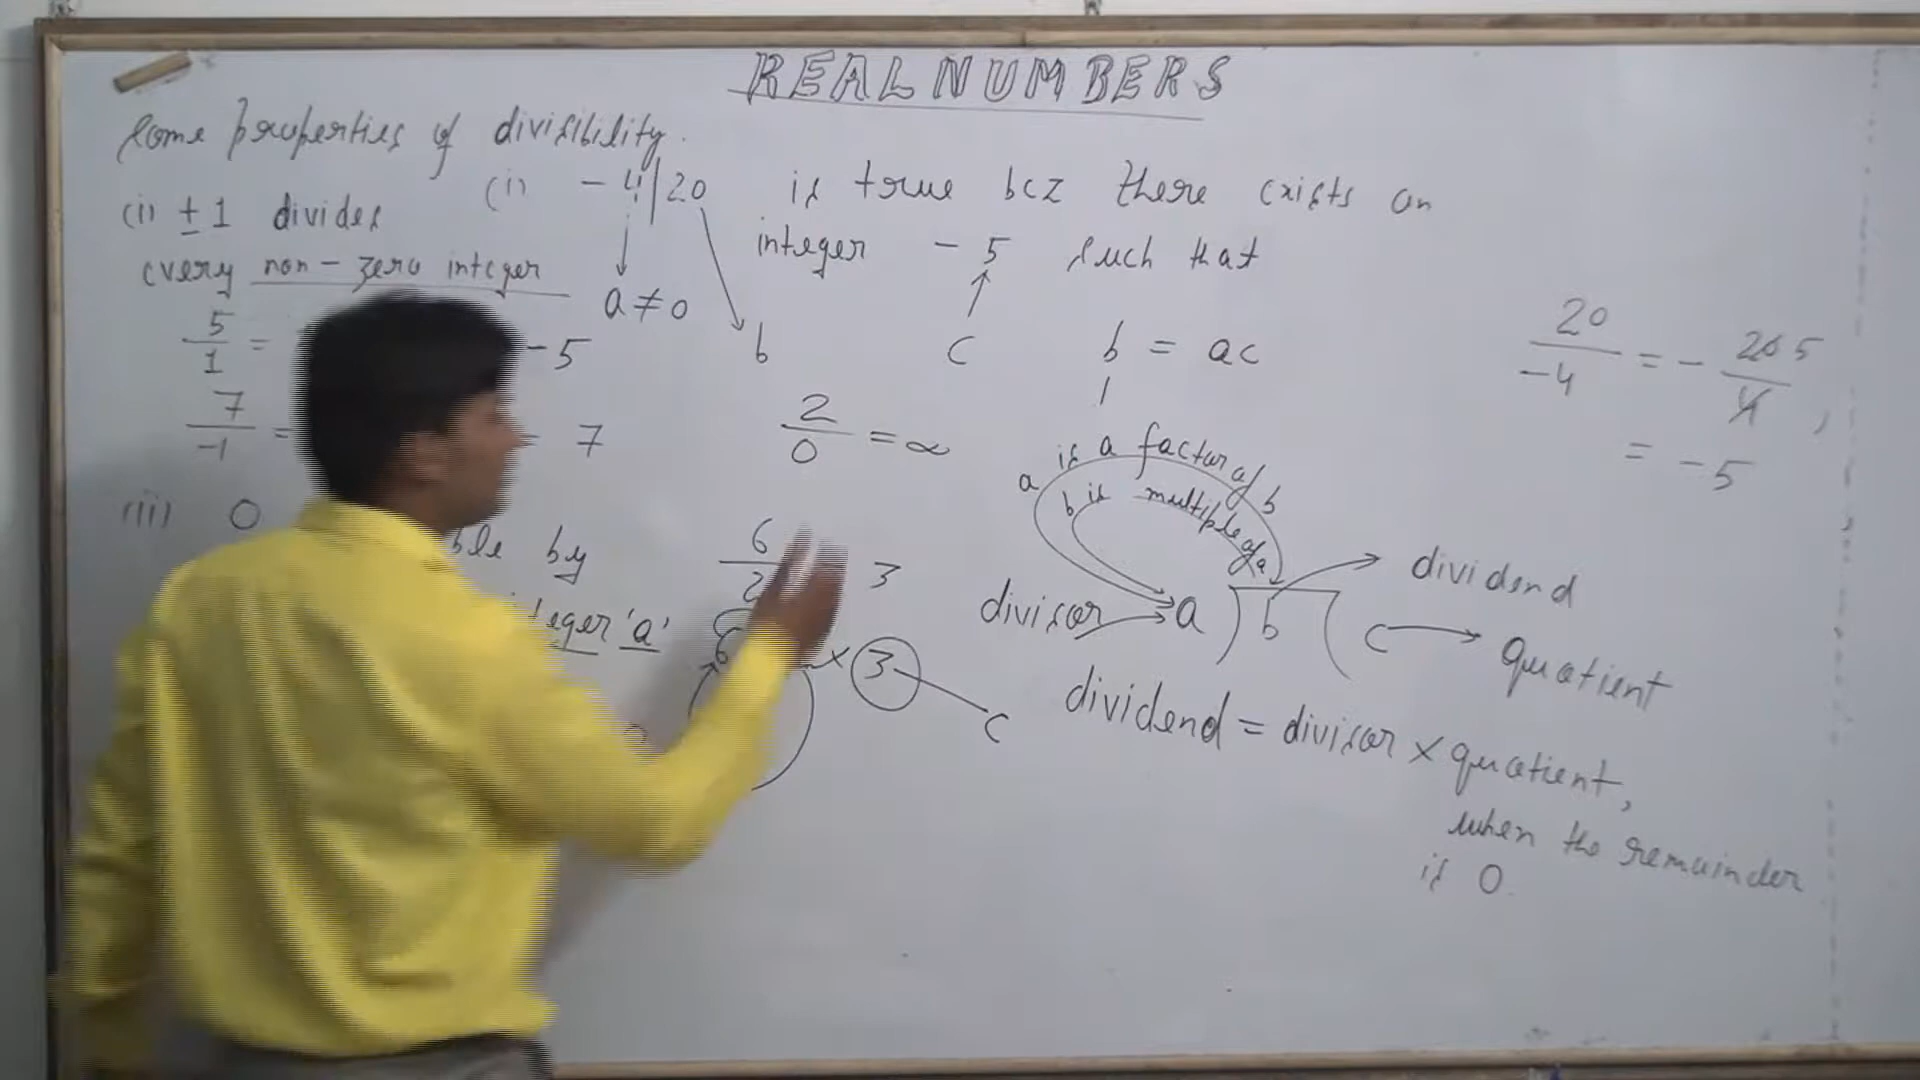 REAL NUMBERS
Some properties of divisibility.
(i) ±1 divides
every non-zero integer
5/1 =
-5
7/-1 =
= 7
(ii) 0
by
'a'
(i) -4|20 is true bcz there exists an
integer -5 such that
a ≠ 0
b
c
b = ac
2/0 = ∞
6/2
3
× 3
c
a is a factor of b
b is multiple of a
divisor
a ) b (
c
dividend
quotient
dividend = divisor × quotient,
when the remainder
is 0.
20/-4 = - 20 5/4 ,
= -5